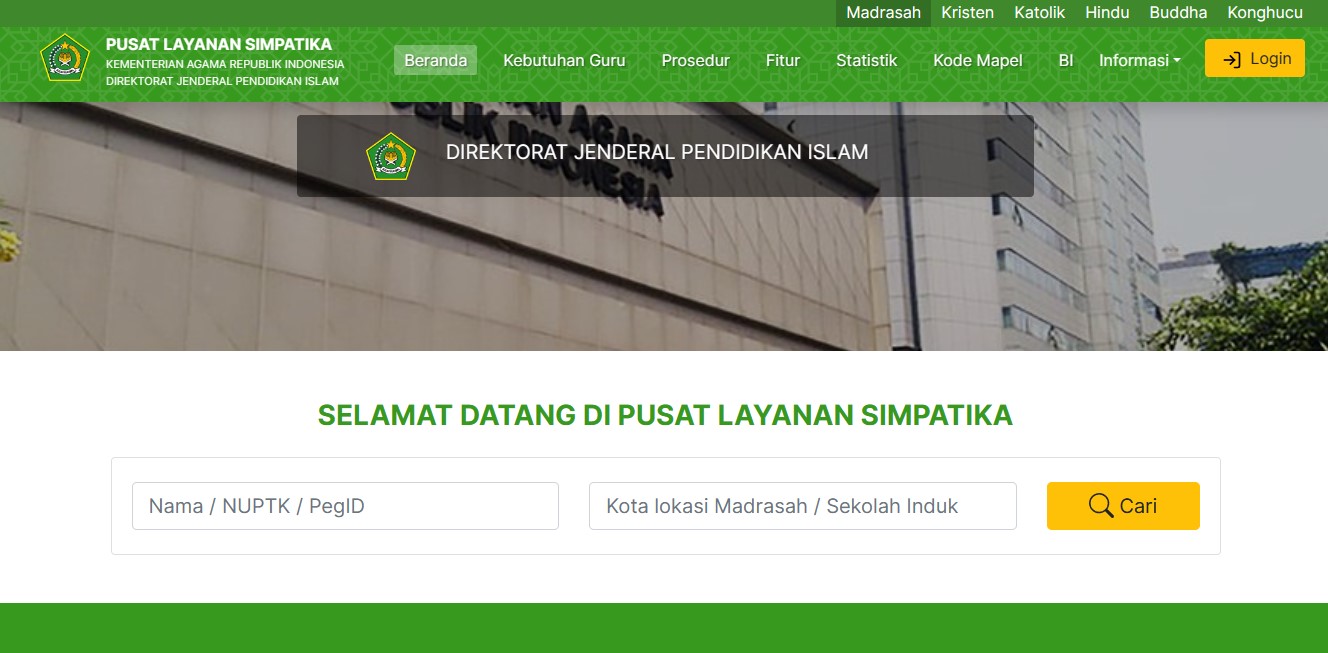 Madrasah Kristen Katolik Hindu Buddha Konghucu
PUSAT LAYANAN SIMPATIKA
KEMENTERIAN AGAMA REPUBLIK INDONESIA
DIREKTORAT JENDERAL PENDIDIKAN ISLAM
Beranda Kebutuhan Guru Prosedur Fitur Statistik Kode Mapel BI Informasi Login
AGAMA
INDONESIA
DIREKTORAT JENDERAL PENDIDIKAN ISLAM
SELAMAT DATANG DI PUSAT LAYANAN SIMPATIKA
Nama / NUPTK / PegID
Kota lokasi Madrasah / Sekolah Induk
Cari